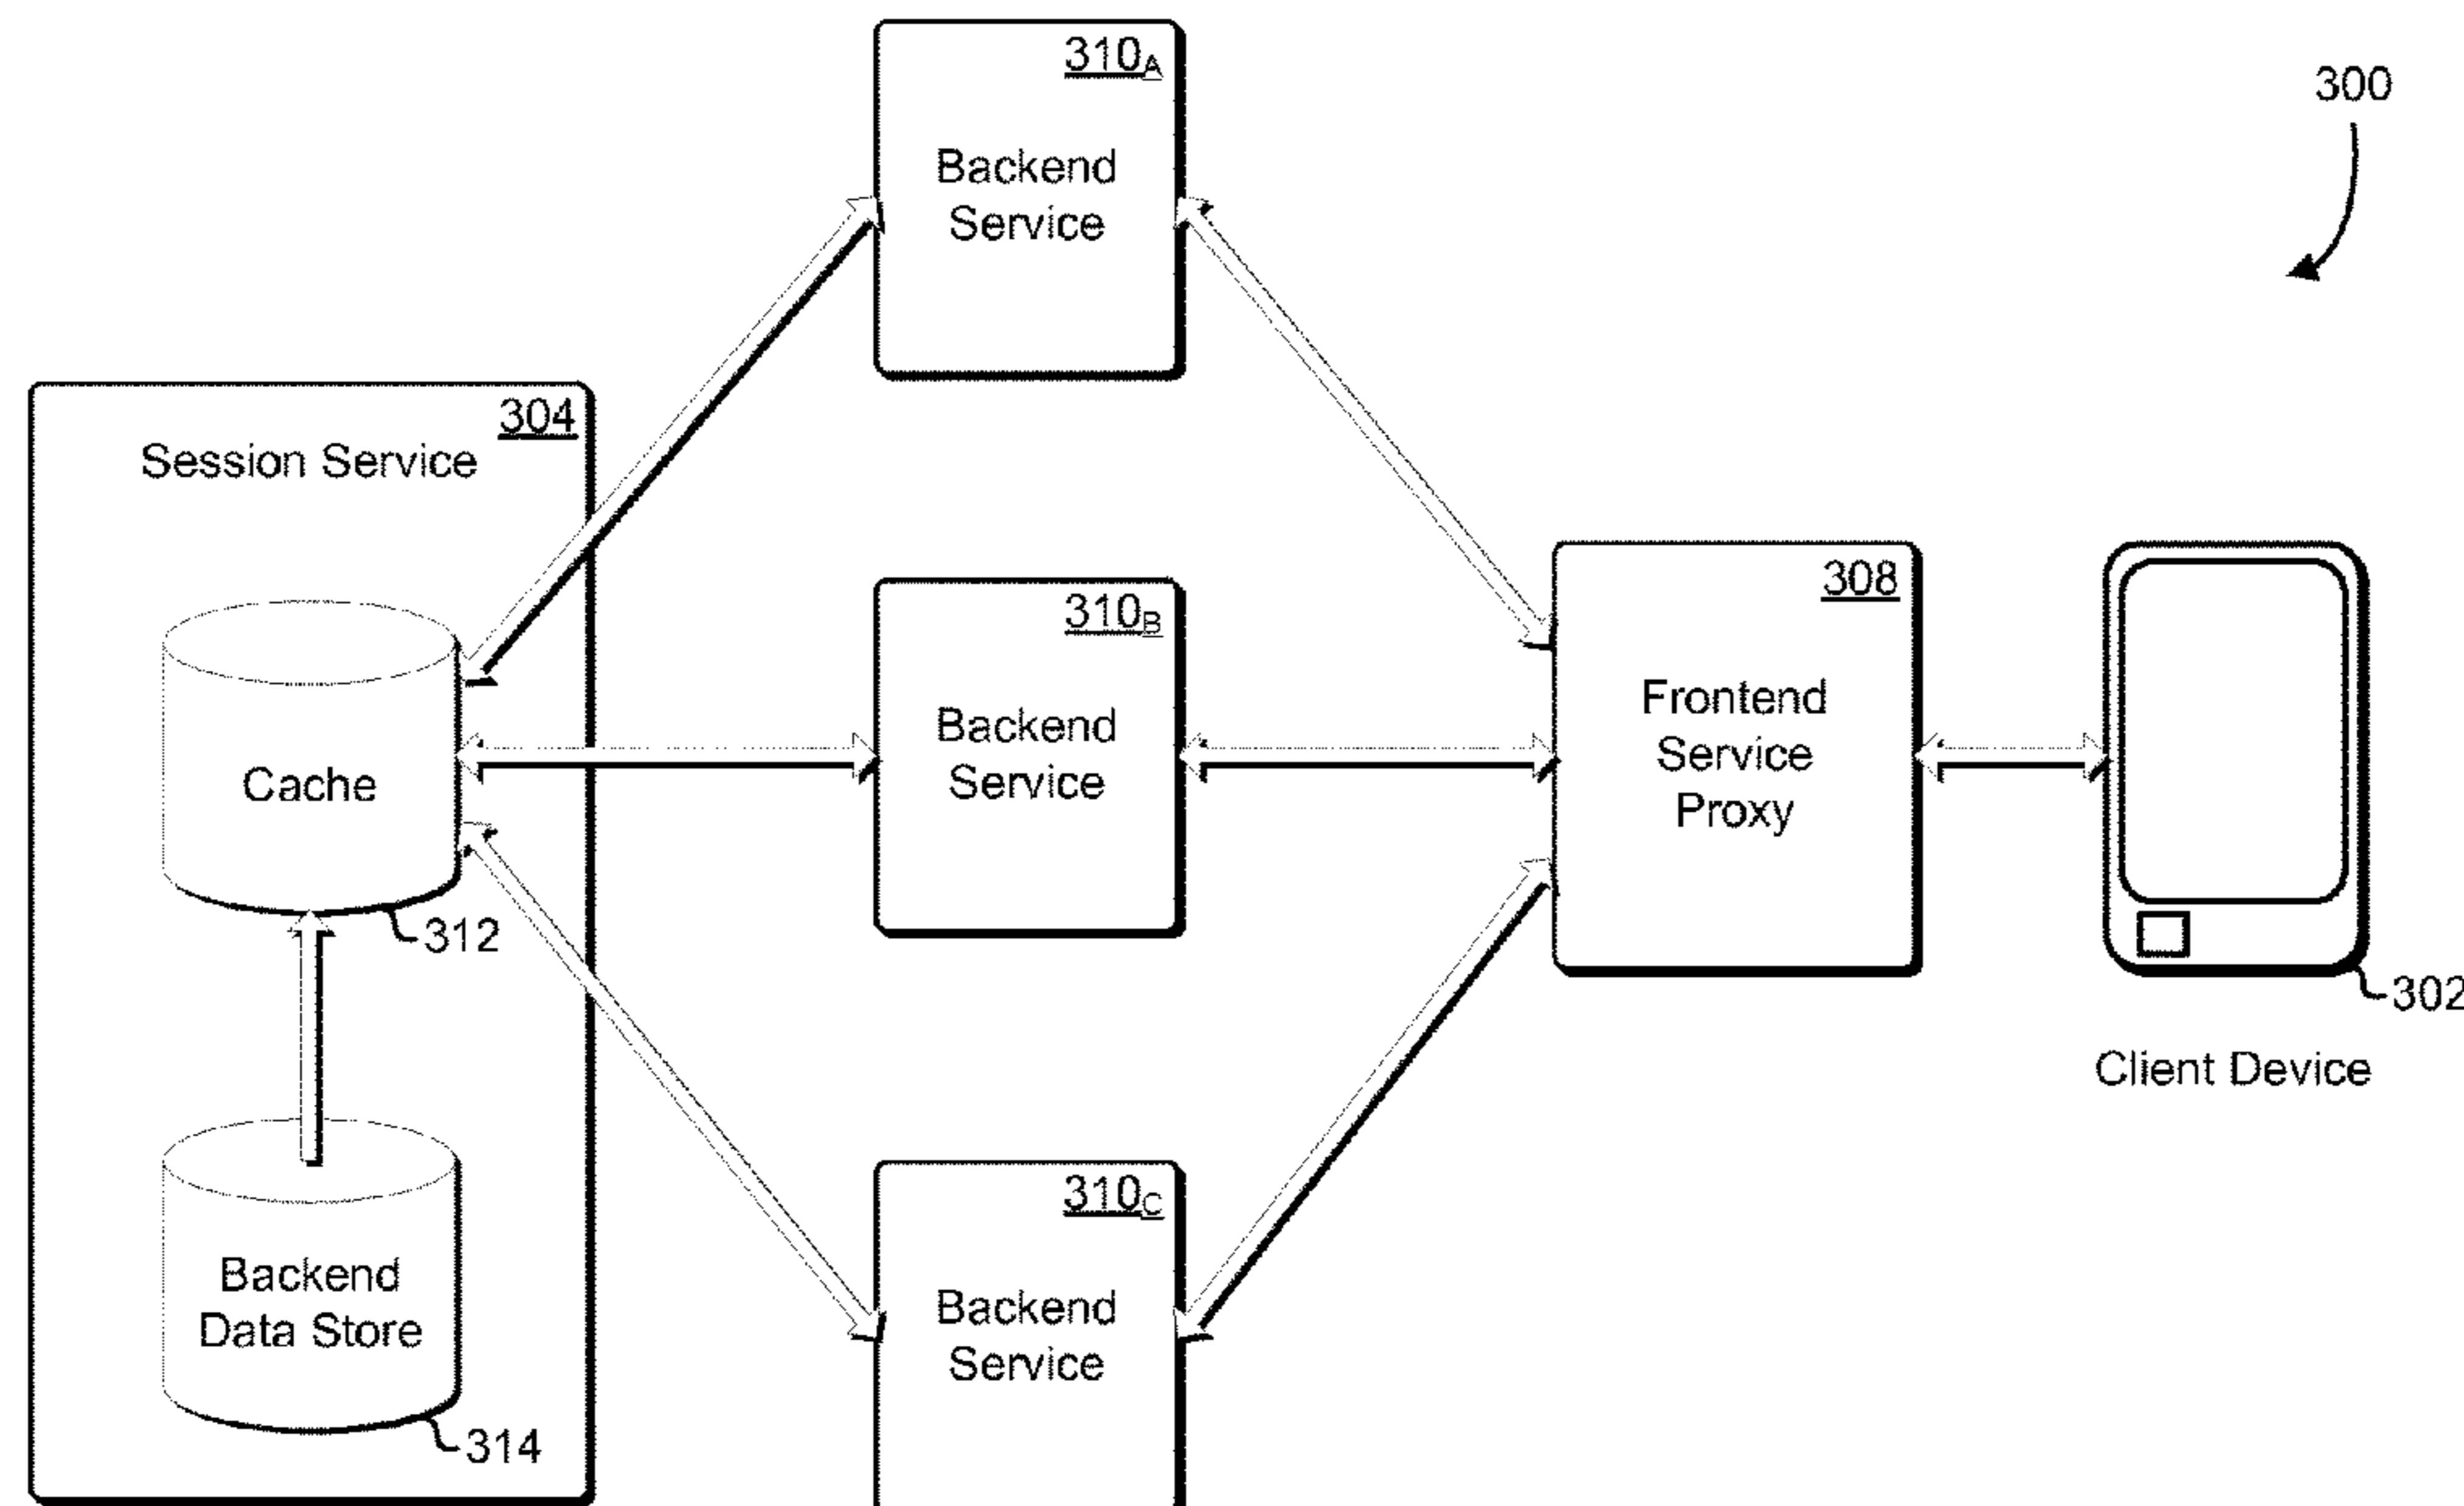 310A
Backend
Service
300
304
Session Service
310B
Backend
Service
308
Frontend
Service
Proxy
Cache
312
302
Client Device
310C
Backend
Service
Backend
Data Store
314